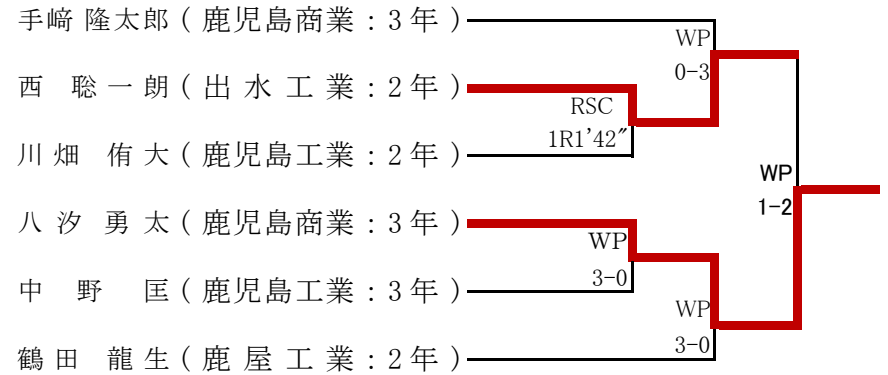 手﨑 隆太郎 ( 鹿児島商業 : 3 年 )
WP
0-3
西 聡一朗 ( 出水工業 : 2 年 )
RSC
1R1'42″
川畑 侑大 ( 鹿児島工業 : 2 年 )
WP
1-2
八汐 勇太 ( 鹿児島商業 : 3 年 )
WP
3-0
中野 匡 ( 鹿児島工業 : 3 年 )
WP
3-0
鶴田 龍生 ( 鹿屋工業 : 2 年 )